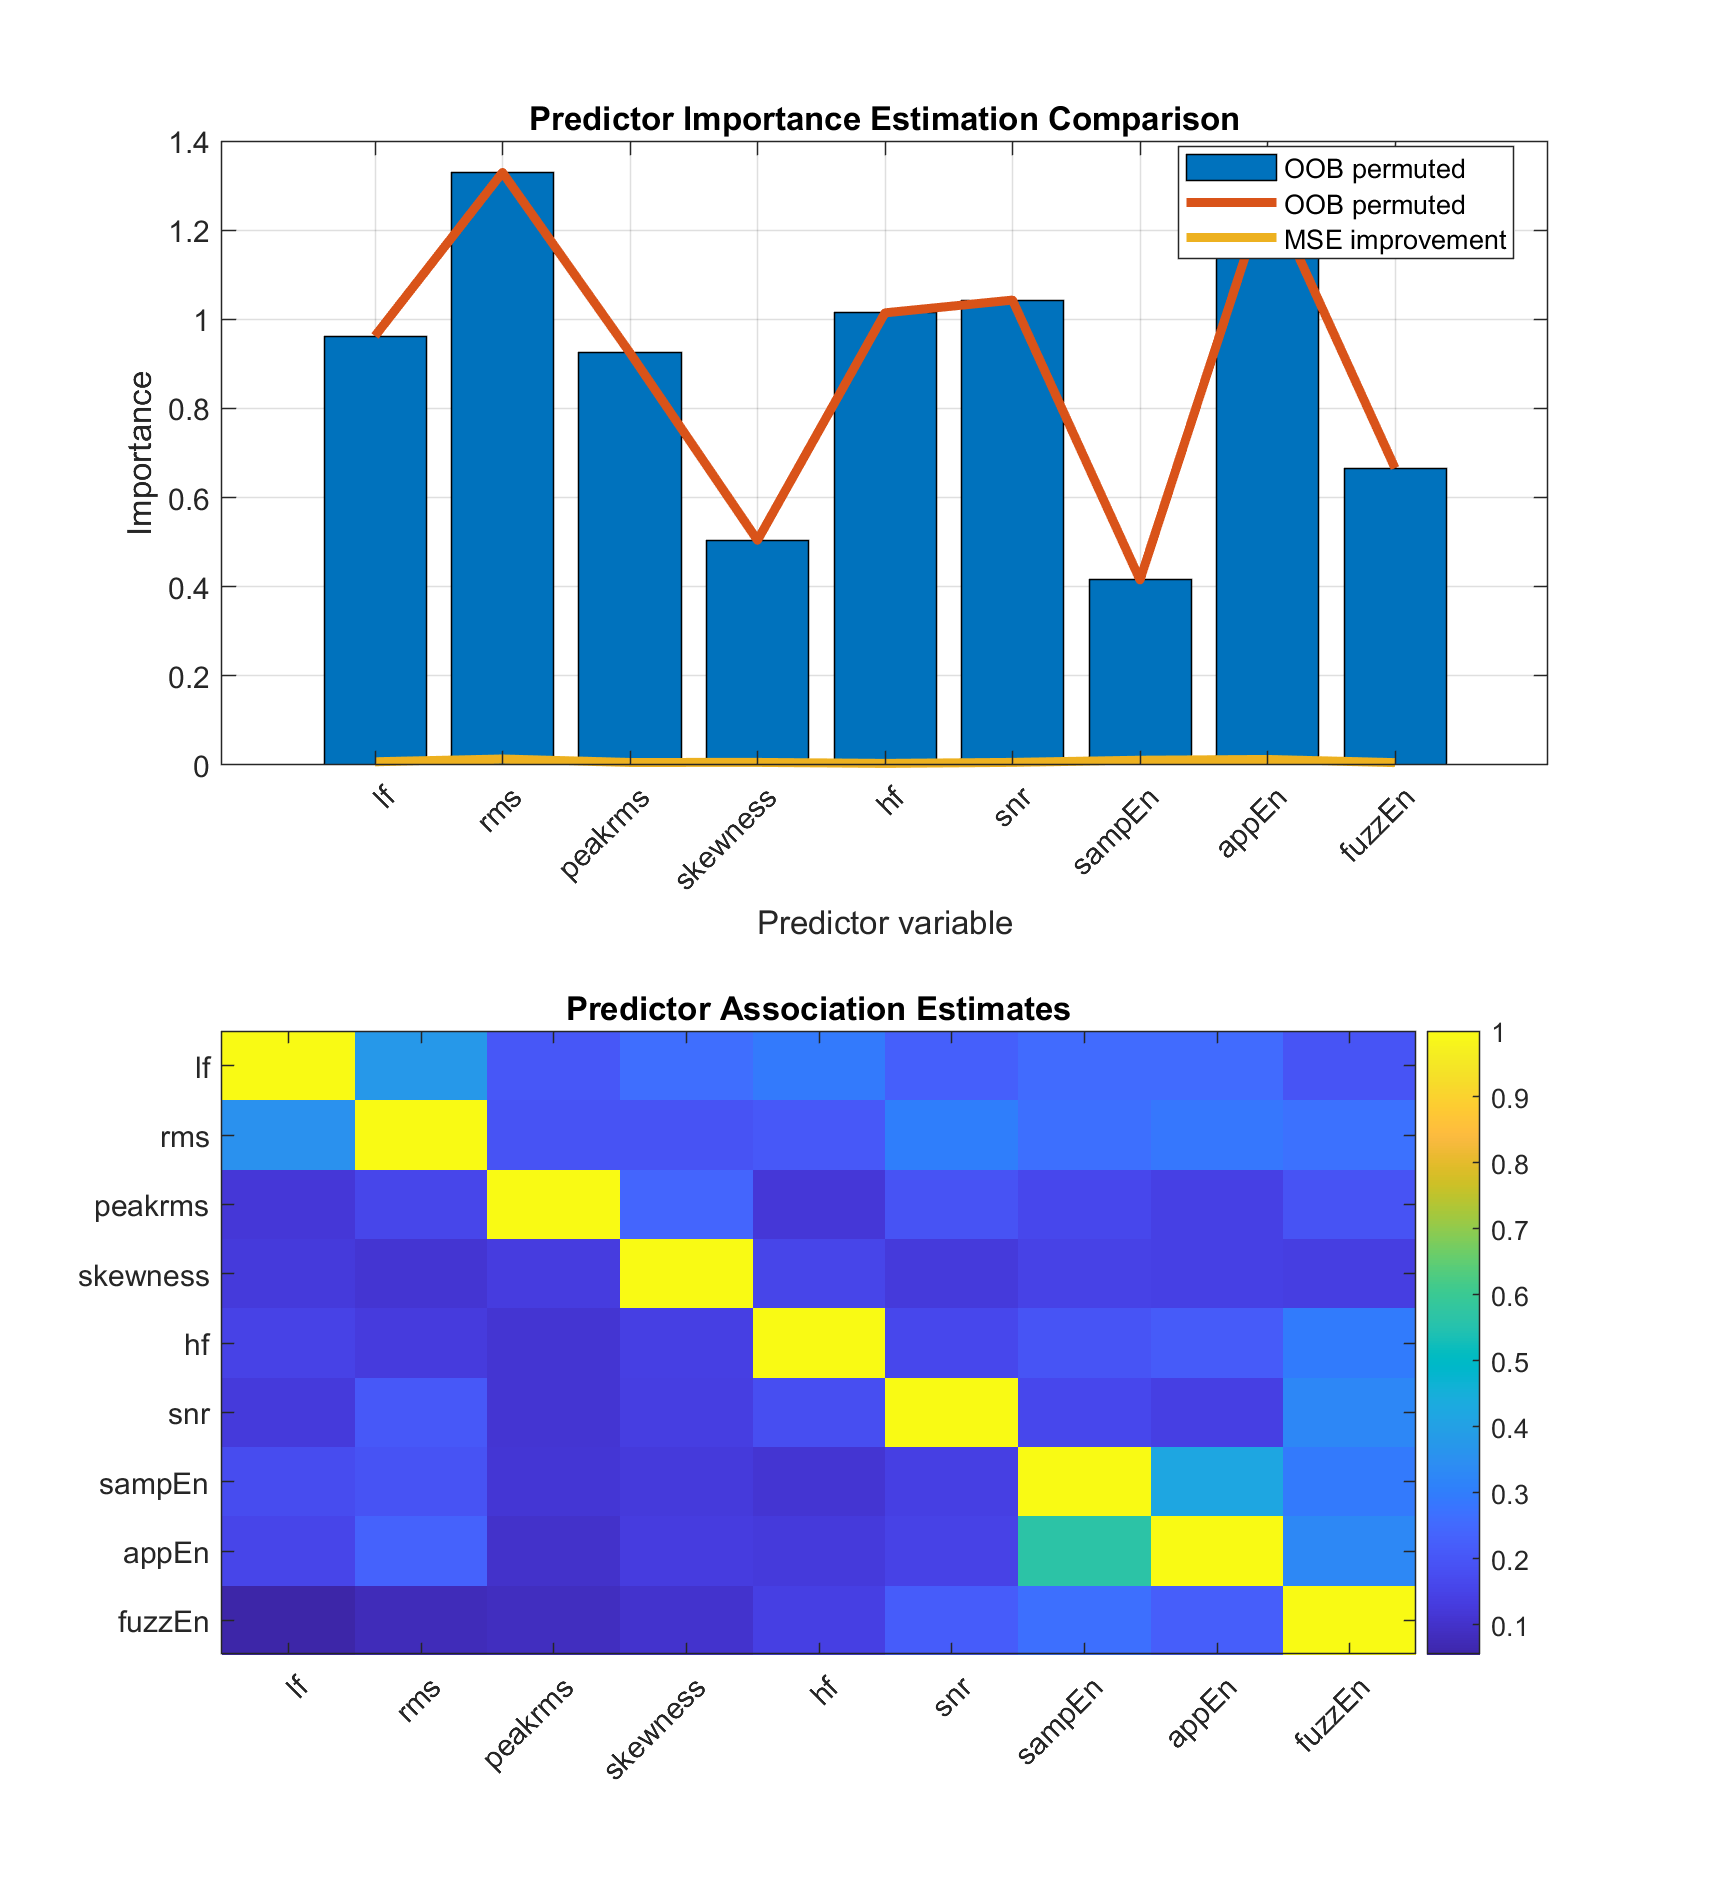 Predictor Importance Estimation Comparison
1.4
1.2
1
0.8
0.6
0.4
0.2
0
Importance
OOB permuted
OOB permuted
MSE improvement
lf
rms
peakrms
skewness
hf
snr
sampEn
appEn
fuzzEn
Predictor variable
Predictor Association Estimates
lf
rms
peakrms
skewness
hf
snr
sampEn
appEn
fuzzEn
1
0.9
0.8
0.7
0.6
0.5
0.4
0.3
0.2
0.1
lf
rms
peakrms
skewness
hf
snr
sampEn
appEn
fuzzEn